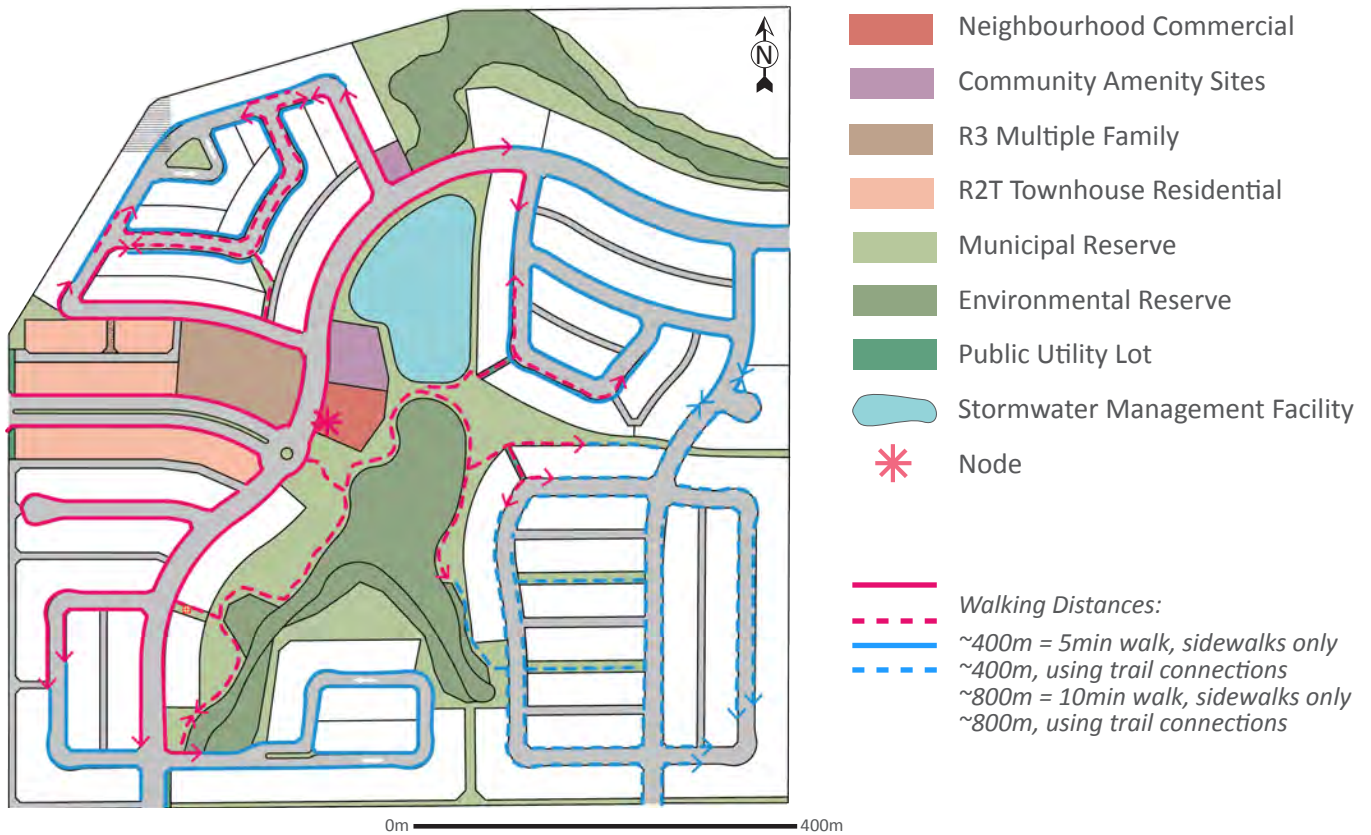 N
Neighbourhood Commercial
Community Amenity Sites
R3 Multiple Family
R2T Townhouse Residential
Municipal Reserve
Environmental Reserve
Public Utility Lot
Stormwater Management Facility
Node
Walking Distances:
~400m = 5min walk, sidewalks only
~400m, using trail connections
~800m = 10min walk, sidewalks only
~800m, using trail connections
0m
400m